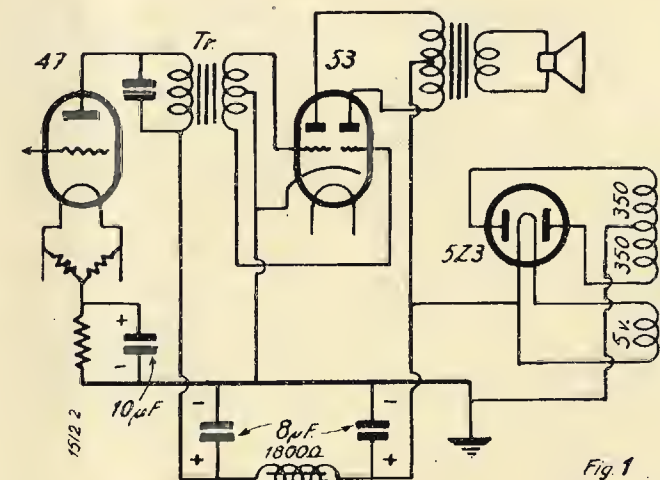 47
Tr.
53
5Z3
350
350
5v.
+
-
10µF
-
-
8µF.
1800Ω
+
+
1512 2
Fig. 1